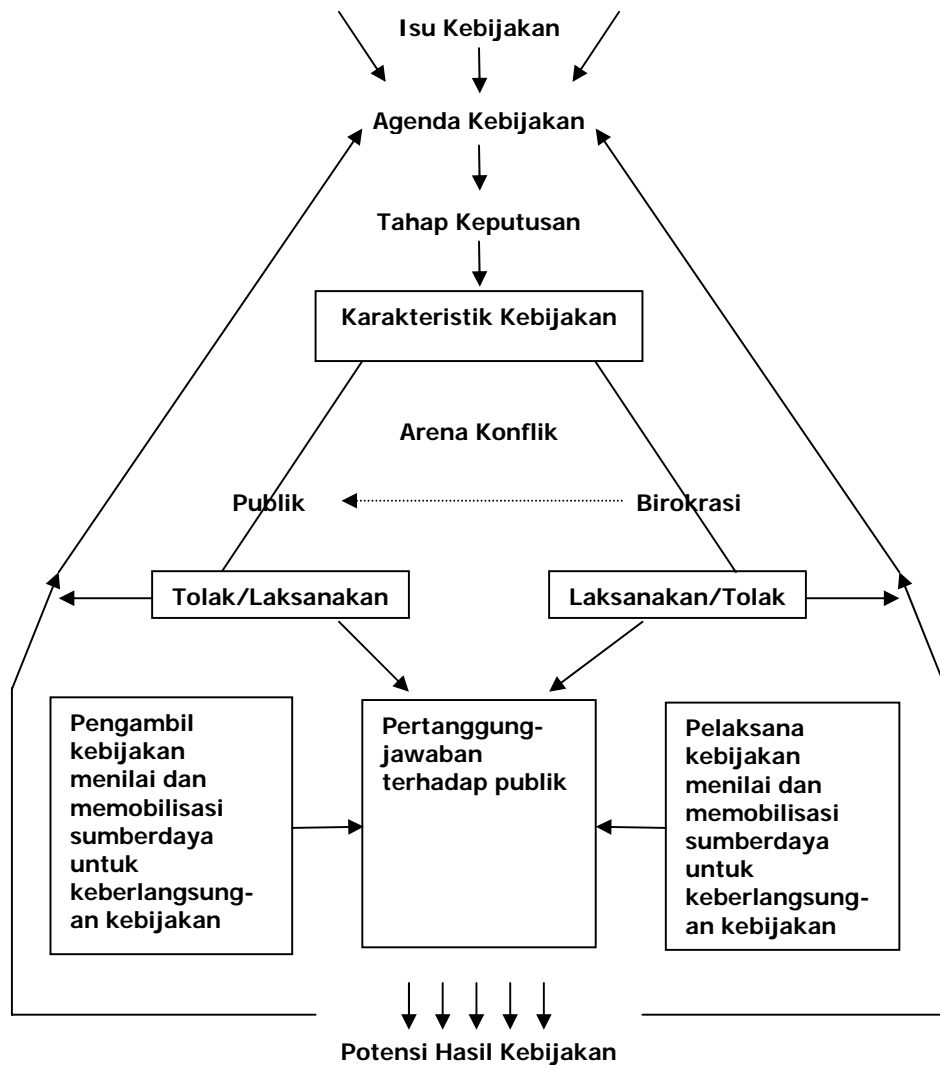 Isu Kebijakan
Agenda Kebijakan
Tahap Keputusan
Karakteristik Kebijakan
Arena Konflik
Publik
Birokrasi
Tolak/Laksanakan
Laksanakan/Tolak
Pengambil
kebijakan
menilai dan
memobilisasi
sumberdaya
untuk
keberlangsung-
an kebijakan
Pertanggung-
jawaban
terhadap publik
Pelaksana
kebijakan
menilai dan
memobilisasi
sumberdaya
untuk
keberlangsung-
an kebijakan
Potensi Hasil Kebijakan